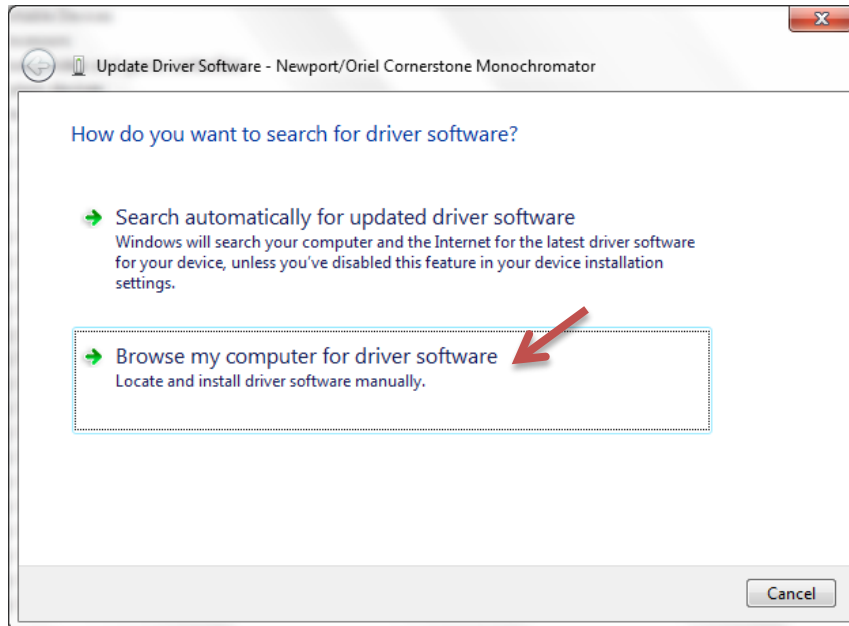 Update Driver Software - Newport/Oriel Cornerstone Monochromator
How do you want to search for driver software?
Search automatically for updated driver software
Windows will search your computer and the Internet for the latest driver software
for your device, unless you've disabled this feature in your device installation
settings.
Browse my computer for driver software
Locate and install driver software manually.
Cancel